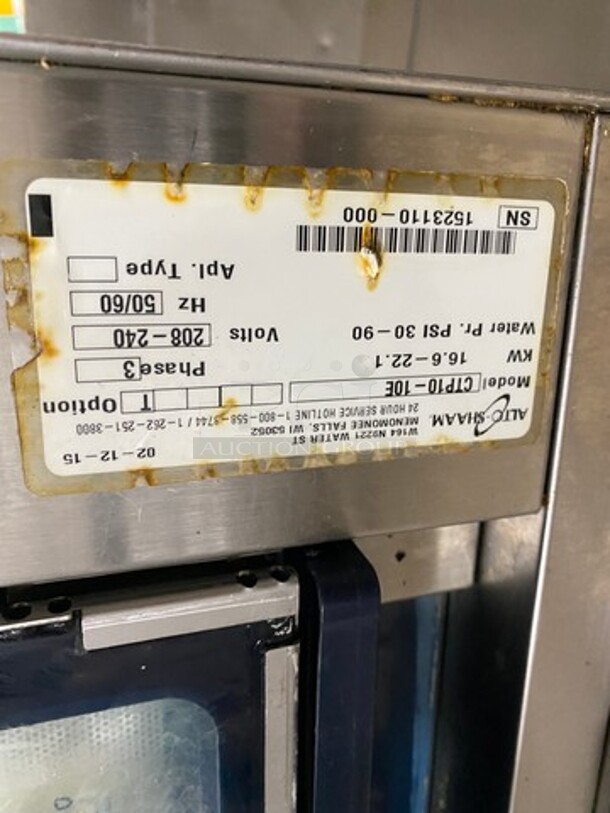 02-12-15
ALTO-SHAAM.
W164 N9221 WATER ST
MENOMONEE FALLS, WI 53052
24 HOUR SERVICE HOTLINE 1-800-558-8744 / 1-262-251-3800
Model CTP10-10E T Option
KW 16.6-22.1 Phase 3
Water Pr. PSI 30-90 Volts 208-240
Hz 50/60
Apl. Type
SN 1523110-000
AUCTION GROUP